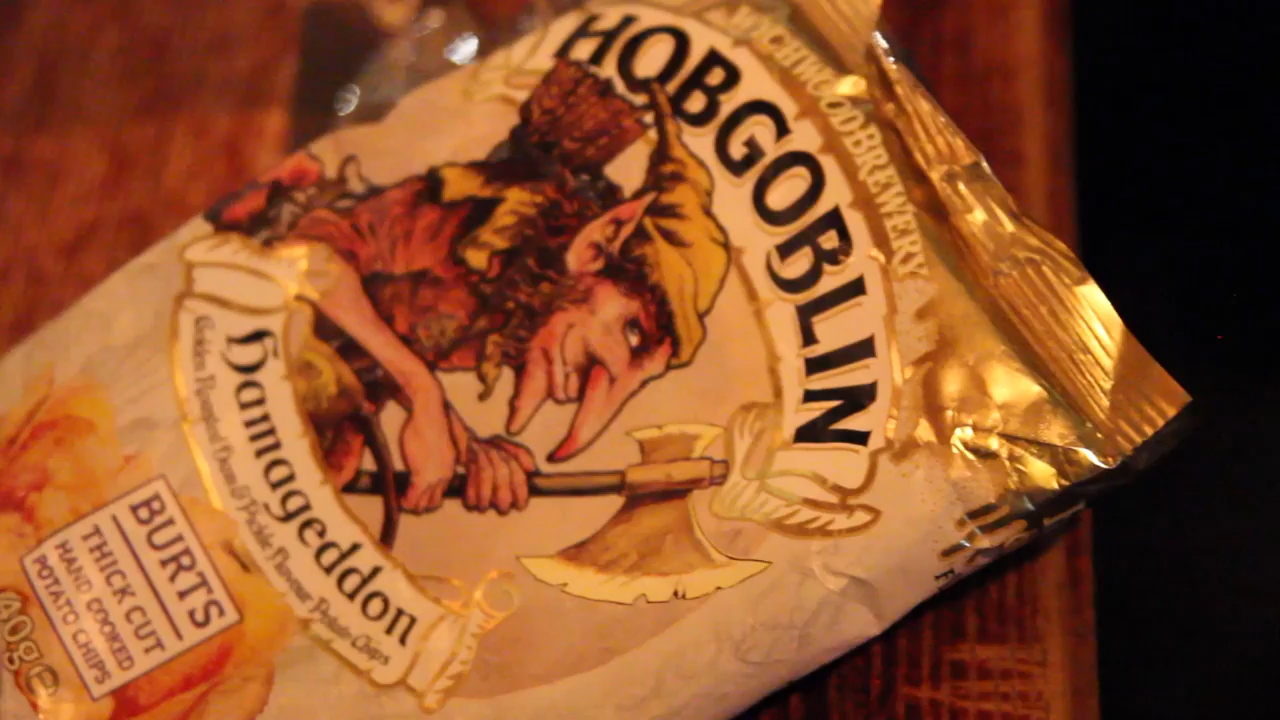 WYCHWOOD BREWERY
HOBGOBLIN
Hamageddon
Golden Roasted Ham & Pickle Flavour Potato Chips
BURTS
THICK CUT
HAND COOKED
POTATO CHIPS
40g e